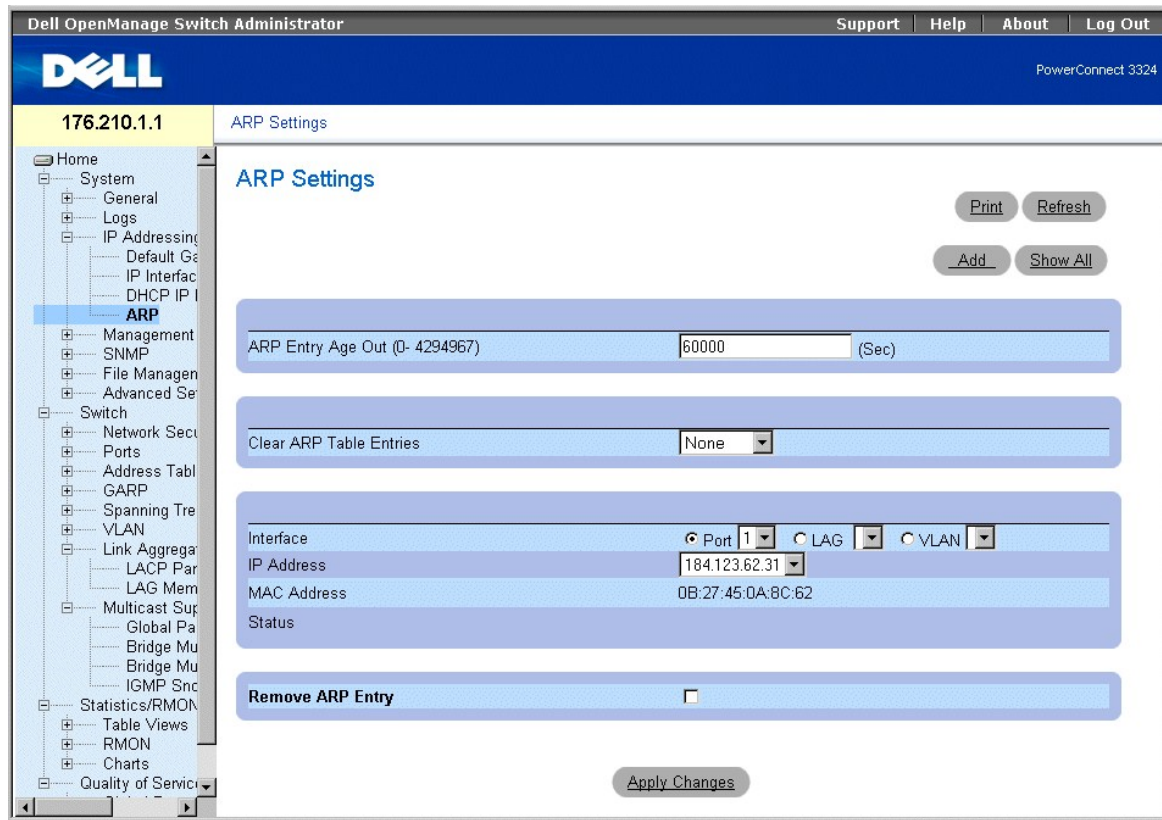 Dell OpenManage Switch Administrator Support Help About Log Out
DELL
PowerConnect 3324
176.210.1.1
ARP Settings
Home
System
General
Logs
IP Addressing
Default Ga
IP Interfac
DHCP IP I
ARP
Management
SNMP
File Managen
Advanced Se
Switch
Network Secu
Ports
Address Tabl
GARP
Spanning Tre
VLAN
Link Aggrega
LACP Par
LAG Mem
Multicast Sup
Global Pa
Bridge Mu
Bridge Mu
IGMP Sno
Statistics/RMON
Table Views
RMON
Charts
Quality of Servic
ARP Settings
Print Refresh
Add Show All
ARP Entry Age Out (0- 4294967) 60000 (Sec)
Clear ARP Table Entries None
Interface Port 1 LAG VLAN
IP Address 184.123.62.31
MAC Address 0B:27:45:0A:8C:62
Status
Remove ARP Entry
Apply Changes